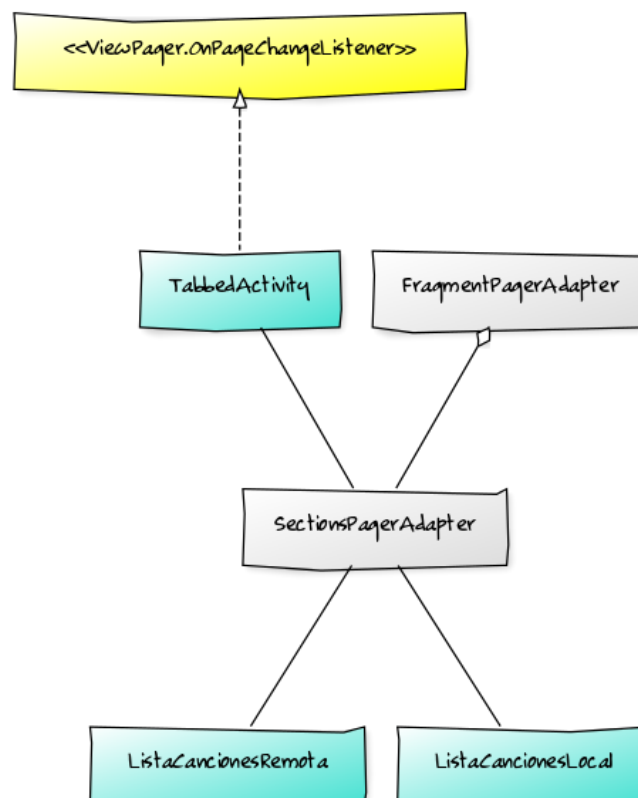 <<ViewPager.OnPageChangeListener>>
TabbedActivity
FragmentPagerAdapter
SectionsPagerAdapter
ListaCancionesRemota
ListaCancionesLocal